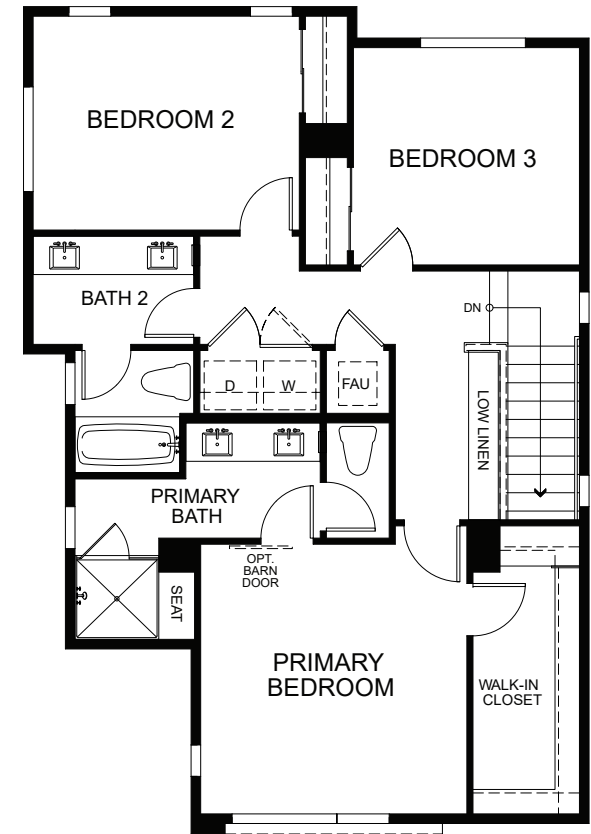 BEDROOM 2
BEDROOM 3
BATH 2
DN
D
W
FAU
LOW LINEN
PRIMARY
BATH
OPT.
BARN
DOOR
SEAT
PRIMARY
BEDROOM
WALK-IN
CLOSET